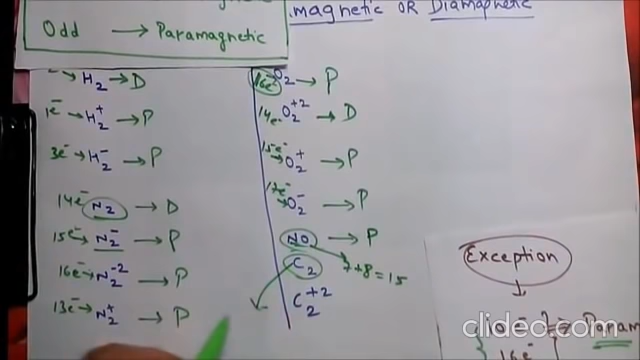 magnetic OR Diamagnetic
Odd → Paramagnetic
H₂ → D
1e⁻ → H₂⁺ → P
3e⁻ → H₂⁻ → P
14e⁻ N₂ → D
15e⁻ → N₂⁻ → P
16e⁻ → N₂⁻² → P
13e⁻ → N₂⁺ → P
16e⁻ O₂ → P
14e⁻ O₂⁺² → D
15e⁻ → O₂⁺ → P
17e⁻ → O₂⁻ → P
NO → P
7+8=15
C₂
C₂⁺²
Exception
10e⁻
16e⁻
Param
clideo.com